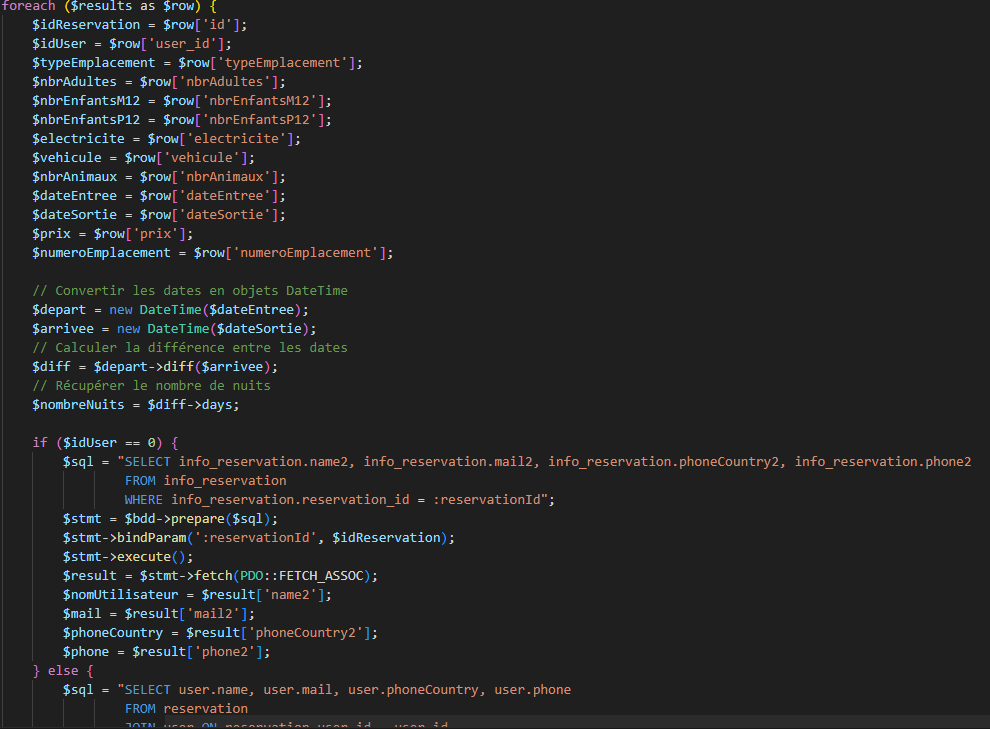 foreach ($results as $row) {
    $idReservation = $row['id'];
    $idUser = $row['user_id'];
    $typeEmplacement = $row['typeEmplacement'];
    $nbrAdultes = $row['nbrAdultes'];
    $nbrEnfantsM12 = $row['nbrEnfantsM12'];
    $nbrEnfantsP12 = $row['nbrEnfantsP12'];
    $electricite = $row['electricite'];
    $vehicule = $row['vehicule'];
    $nbrAnimaux = $row['nbrAnimaux'];
    $dateEntree = $row['dateEntree'];
    $dateSortie = $row['dateSortie'];
    $prix = $row['prix'];
    $numeroEmplacement = $row['numeroEmplacement'];

    // Convertir les dates en objets DateTime
    $depart = new DateTime($dateEntree);
    $arrivee = new DateTime($dateSortie);
    // Calculer la différence entre les dates
    $diff = $depart->diff($arrivee);
    // Récupérer le nombre de nuits
    $nombreNuits = $diff->days;

    if ($idUser == 0) {
        $sql = "SELECT info_reservation.name2, info_reservation.mail2, info_reservation.phoneCountry2, info_reservation.phone2
                FROM info_reservation
                WHERE info_reservation.reservation_id = :reservationId";
        $stmt = $bdd->prepare($sql);
        $stmt->bindParam(':reservationId', $idReservation);
        $stmt->execute();
        $result = $stmt->fetch(PDO::FETCH_ASSOC);
        $nomUtilisateur = $result['name2'];
        $mail = $result['mail2'];
        $phoneCountry = $result['phoneCountry2'];
        $phone = $result['phone2'];
    } else {
        $sql = "SELECT user.name, user.mail, user.phoneCountry, user.phone
                FROM reservation
                JOIN user ON reservation.user_id = user.id